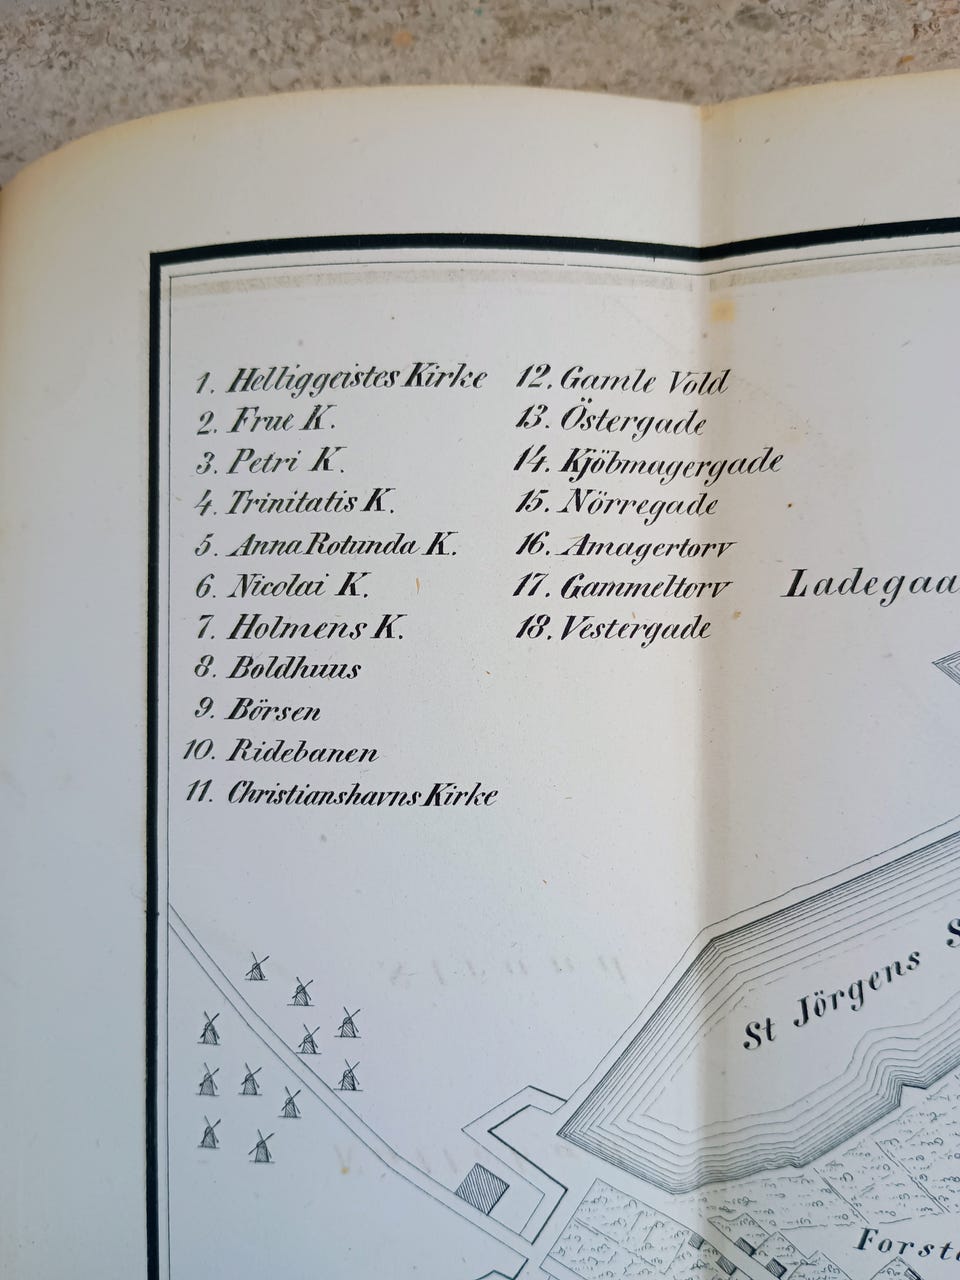 1. Helliggeistes Kirke
2. Frue K.
3. Petri K.
4. Trinitatis K.
5. Anna Rotunda K.
6. Nicolai K.
7. Holmens K.
8. Boldhuus
9. Börsen
10. Ridebanen
11. Christianshavns Kirke
12. Gamle Vold
13. Östergade
14. Kjöbmagergade
15. Nörregade
16. Amagertorv
17. Gammeltorv
18. Vestergade
Ladegaa
St Jörgens S
Forst